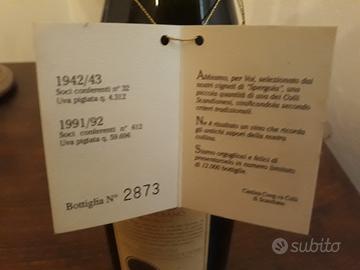 1942/43
Soci conferenti n° 32
Uva pigiata q. 4.312
1991/92
Soci conferenti n° 612
Uva pigiata q. 59.696
Bottiglia N° 2873
Abbiamo, per Voi, selezionato dai
nostri vigneti di "Spergola", una
piccola quantità di uva dei Colli
Scandianesi, vinificandola secondo
criteri tradizionali.
Ne è risultato un vino che ricorda
gli antichi sapori della nostra
collina.
Siamo orgogliosi e felici di
presentarvelo in numero limitato
di 12.000 bottiglie.
Cantina Coop.va Colli
di Scandiano
subito